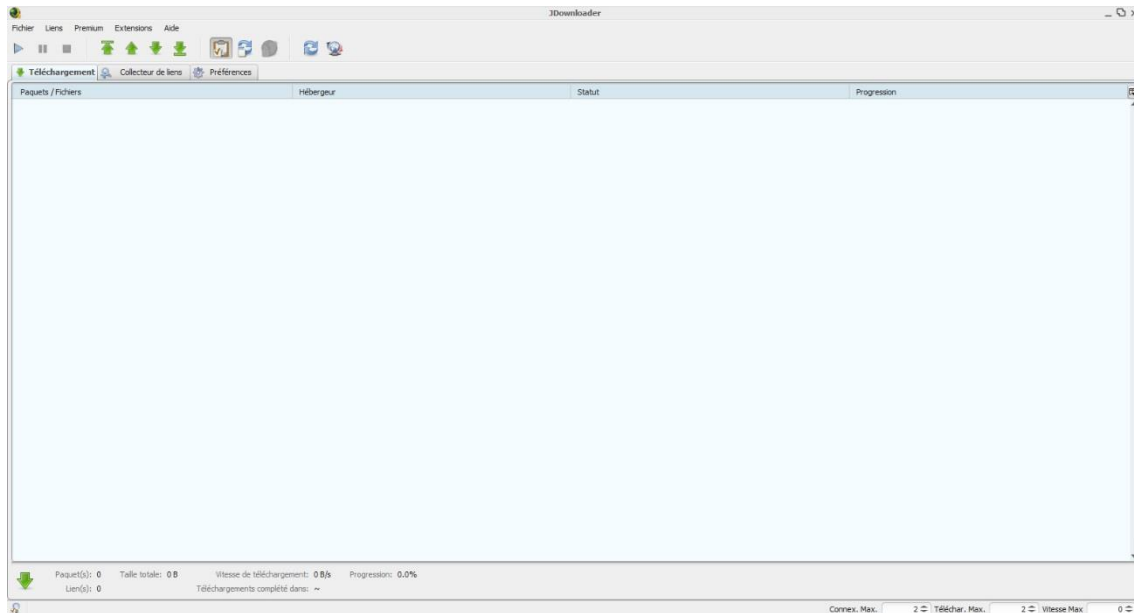 JDownloader
Fichier Liens Premium Extensions Aide
Téléchargement Collecteur de liens Préférences
Paquets / Fichiers Hébergeur Statut Progression
Paquet(s): 0 Taille totale: 0 B Vitesse de téléchargement: 0 B/s Progression: 0.0%
Lien(s): 0 Téléchargements complété dans: ~
Connex. Max. 2 Téléchar. Max. 2 Vitesse Max 0